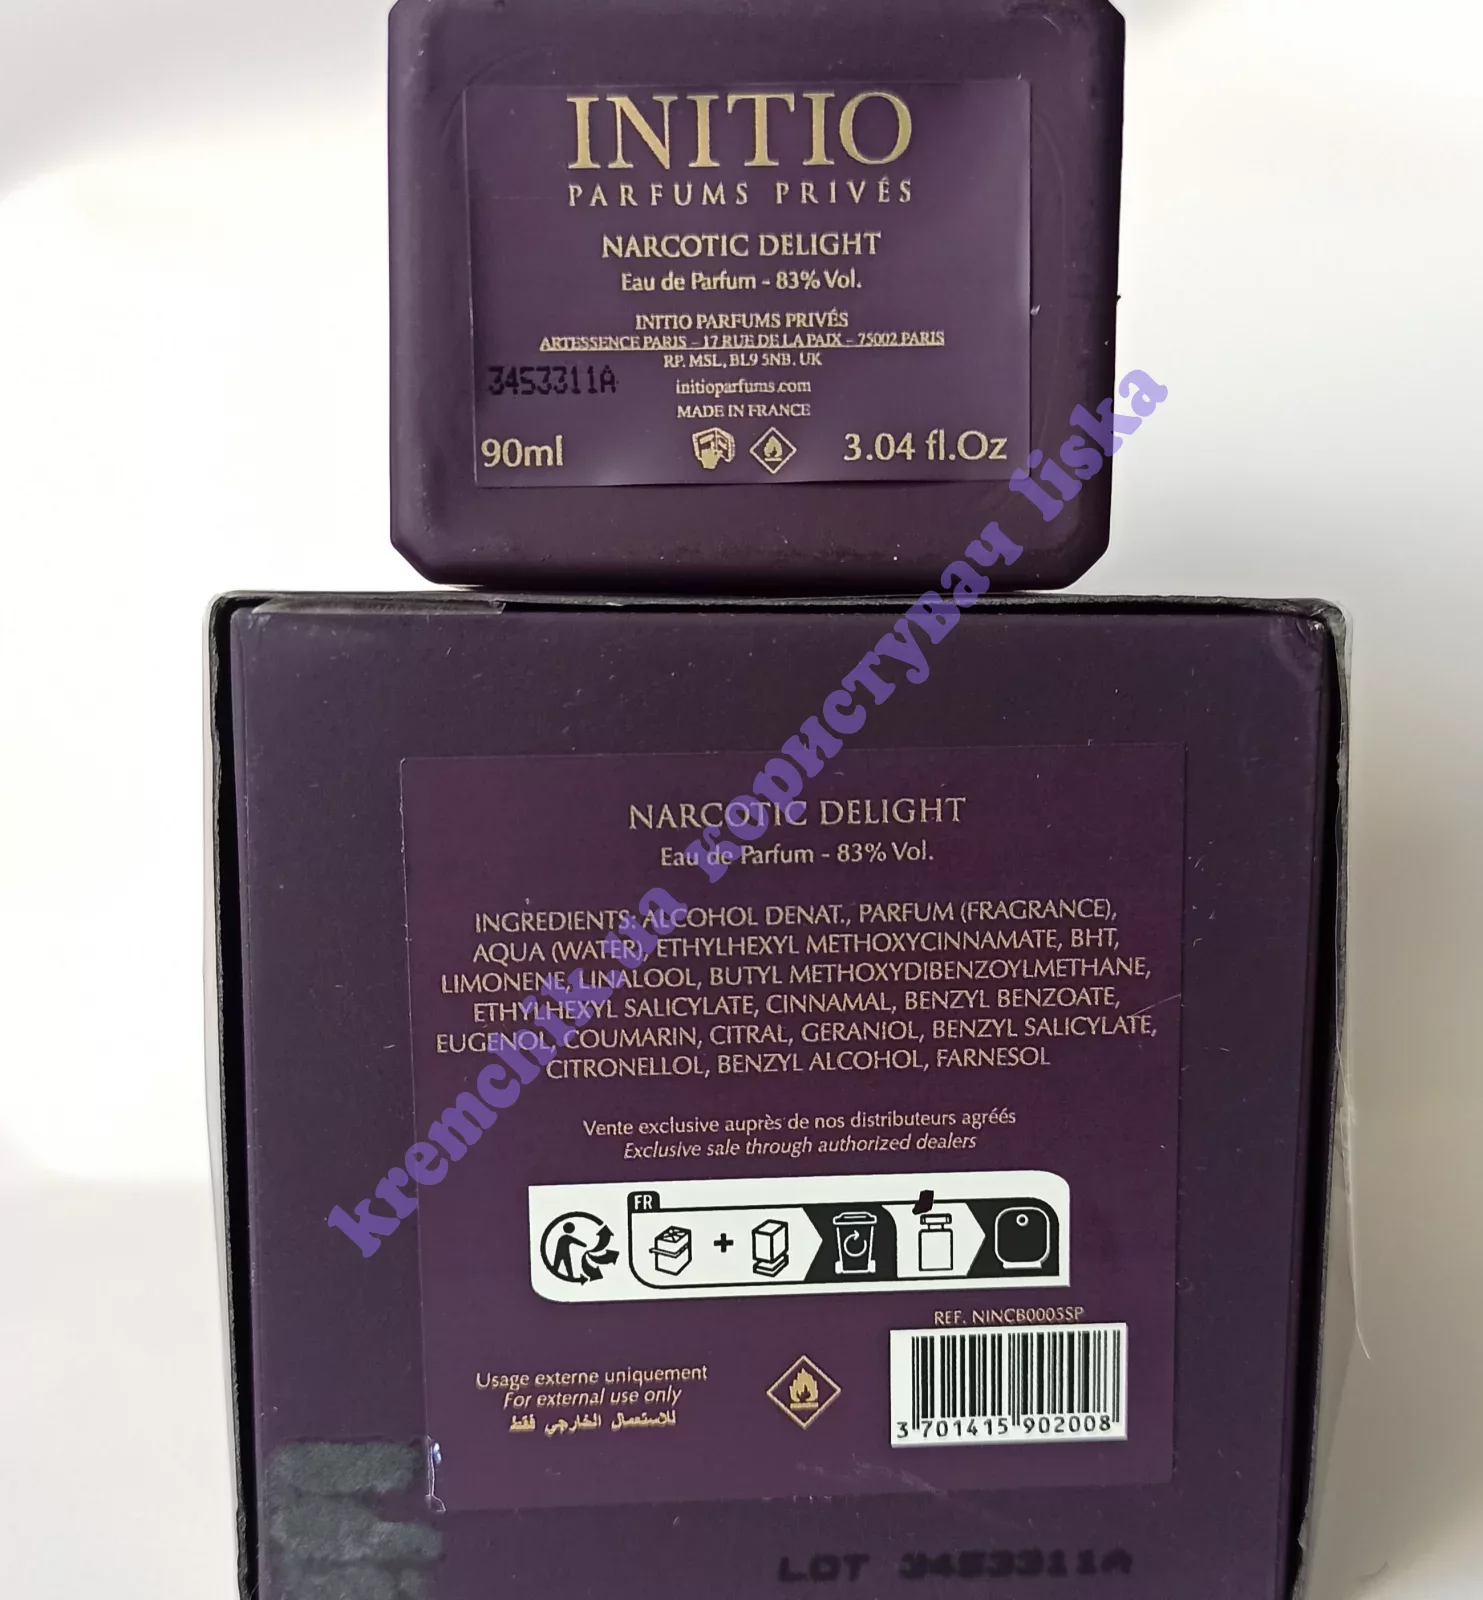 INITIO
PARFUMS PRIVÉS
NARCOTIC DELIGHT
Eau de Parfum - 83% Vol.
INITIO PARFUMS PRIVÉS
ARTESSENCE PARIS - 17 RUE DE LA PAIX - 75002 PARIS
RP. MSL, BL9 5NB. UK
3453311A
initioparfums.com
MADE IN FRANCE
90ml
3.04 fl.Oz
NARCOTIC DELIGHT
Eau de Parfum - 83% Vol.
INGREDIENTS: ALCOHOL DENAT., PARFUM (FRAGRANCE),
AQUA (WATER), ETHYLHEXYL METHOXYCINNAMATE, BHT,
LIMONENE, LINALOOL, BUTYL METHOXYDIBENZOYLMETHANE,
ETHYLHEXYL SALICYLATE, CINNAMAL, BENZYL BENZOATE,
EUGENOL, COUMARIN, CITRAL, GERANIOL, BENZYL SALICYLATE,
CITRONELLOL, BENZYL ALCOHOL, FARNESOL
Vente exclusive auprès de nos distributeurs agréés
Exclusive sale through authorized dealers
FR
REF. NINCB0005SP
Usage externe uniquement
For external use only
للاستعمال الخارجي فقط
3 701415 902008
LOT 3453311A
kremchik.ua користувач liska